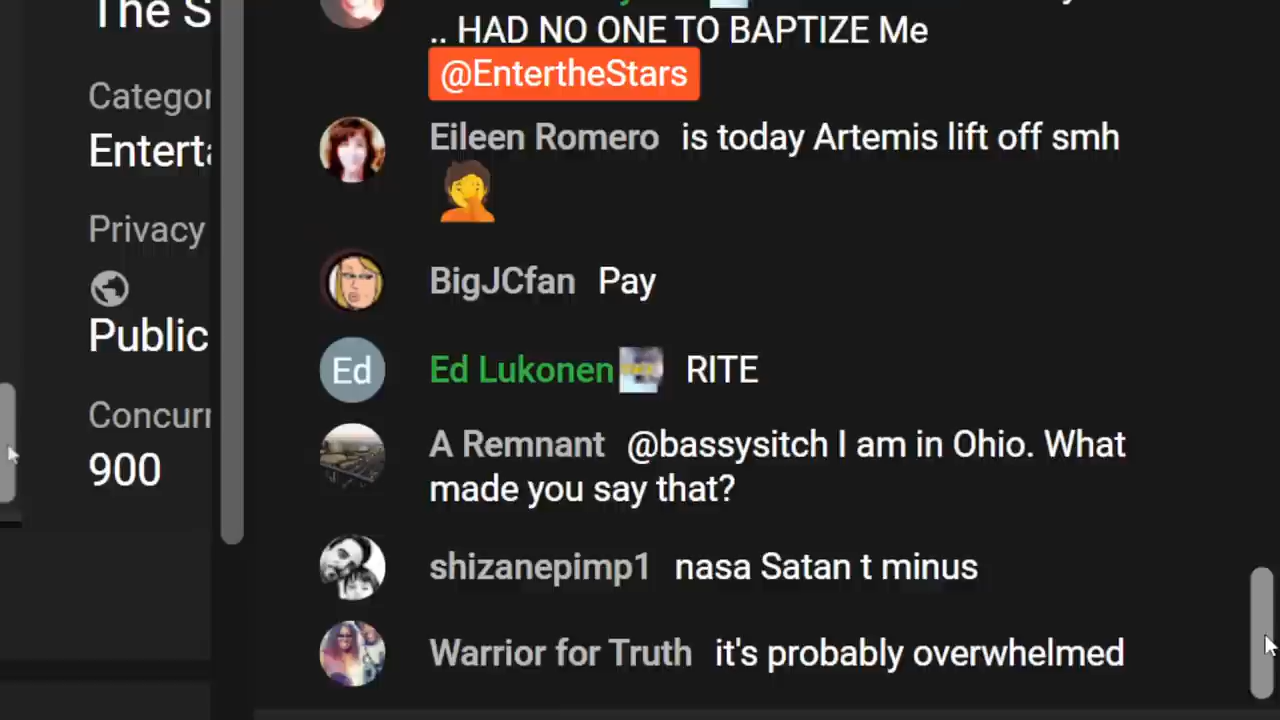 The S
Categor
Enterta
Privacy
Public
Concurr
900
.. HAD NO ONE TO BAPTIZE Me
@EntertheStars
Eileen Romero is today Artemis lift off smh
BigJCfan Pay
Ed
Ed Lukonen RITE
A Remnant @bassysitch I am in Ohio. What
made you say that?
shizanepimp1 nasa Satan t minus
Warrior for Truth it's probably overwhelmed